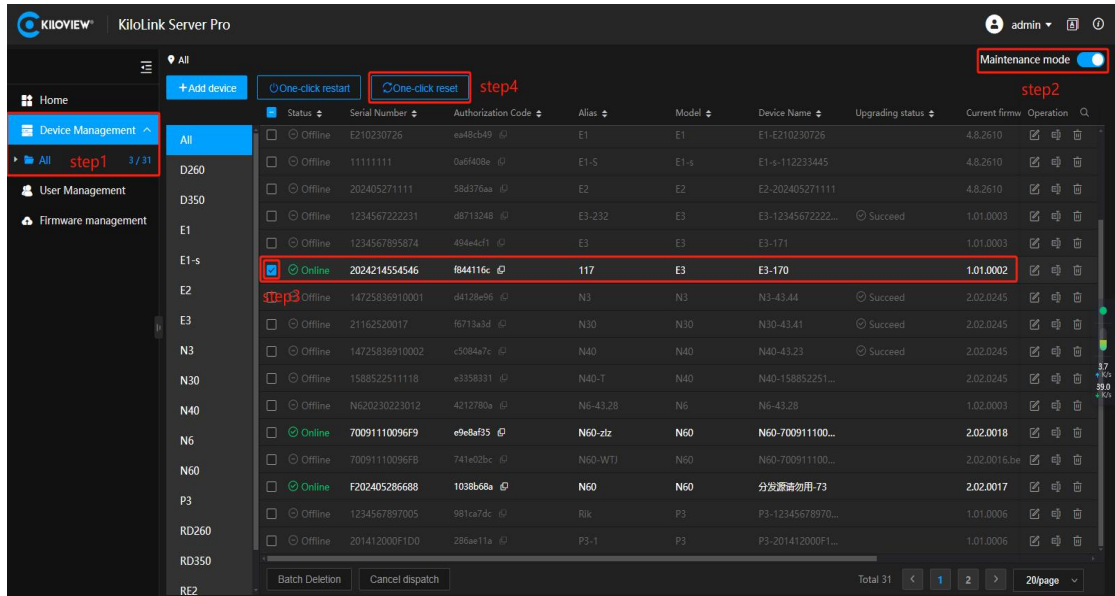 KILOVIEW® KiloLink Server Pro admin
All Maintenance mode
+Add device One-click restart One-click reset step4 step2
Home
Device Management
All step1 3 / 31
User Management
Firmware management
All
D260
D350
E1
E1-s
E2
E3
N3
N30
N40
N6
N60
P3
RD260
RD350
RE2
Status Serial Number Authorization Code Alias Model Device Name Upgrading status Current firmw Operation
Offline E210230726 ea48cb49 E1 E1 E1-E210230726 4.8.2610
Offline 11111111 0a6f408e E1-S E1-s E1-s-112233445 4.8.2610
Offline 202405271111 58d376aa E2 E2 E2-202405271111 4.8.2610
Offline 1234567222231 d8713248 E3-232 E3 E3-12345672222... Succeed 1.01.0003
Offline 1234567895874 494e4cf1 E3 E3 E3-171 1.01.0003
Online 2024214554546 f844116c 117 E3 E3-170 1.01.0002
step3
Offline 14725836910001 d4128e96 N3 N3 N3-43.44 Succeed 2.02.0245
Offline 21162520017 f6713a3d N30 N30 N30-43.41 Succeed 2.02.0245
Offline 14725836910002 c5084a7c N40 N40 N40-43.23 Succeed 2.02.0245
Offline 1588522511118 e3358331 N40-T N40 N40-158852251... 2.02.0245
Offline N620230223012 4212780a N6-43.28 N6 N6-43.28 1.02.0003
Online 70091110096F9 e9e8af35 N60-zlz N60 N60-700911100... 2.02.0018
Offline 70091110096FB 741e02bc N60-WTJ N60 N60-700911100... 2.02.0016.be
Online F202405286688 1038b68a N60 N60 分发源请勿用-73 2.02.0017
Offline 1234567897005 981ca7dc Rik P3 P3-12345678970... 1.01.0006
Offline 201412000F1D0 286ae11a P3-1 P3 P3-201412000F1... 1.01.0006
3.7
K/s
39.0
K/s
Batch Deletion Cancel dispatch Total 31 < 1 2 > 20/page